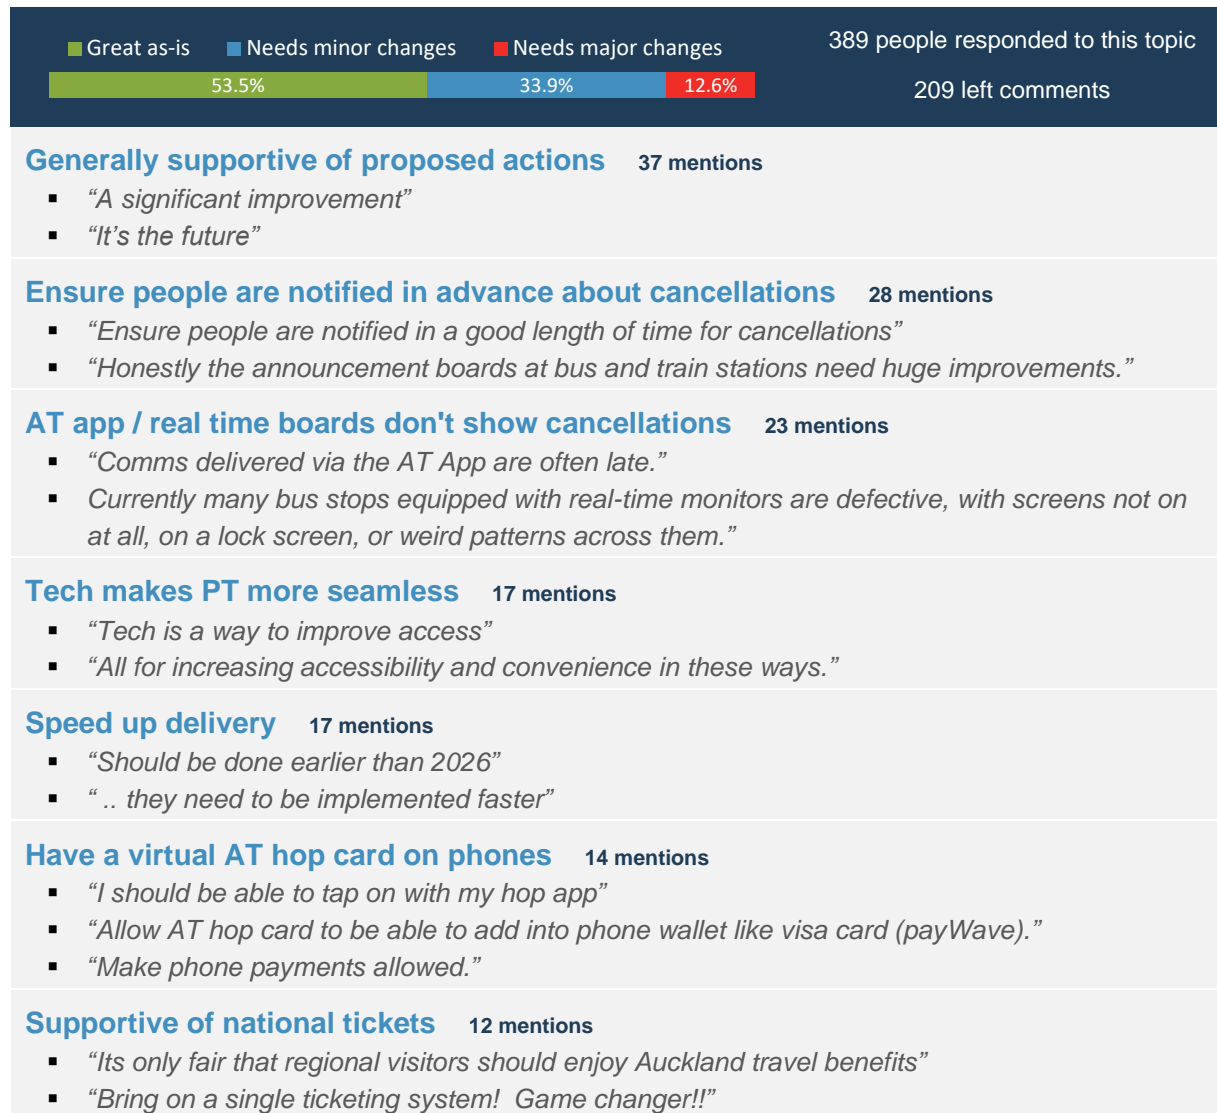 Great as-is Needs minor changes Needs major changes
53.5% 33.9% 12.6%
389 people responded to this topic
209 left comments
Generally supportive of proposed actions 37 mentions
▪ “A significant improvement”
▪ “It’s the future”
Ensure people are notified in advance about cancellations 28 mentions
▪ “Ensure people are notified in a good length of time for cancellations”
▪ “Honestly the announcement boards at bus and train stations need huge improvements.”
AT app / real time boards don't show cancellations 23 mentions
▪ “Comms delivered via the AT App are often late.”
▪ Currently many bus stops equipped with real-time monitors are defective, with screens not on
at all, on a lock screen, or weird patterns across them.”
Tech makes PT more seamless 17 mentions
▪ “Tech is a way to improve access”
▪ “All for increasing accessibility and convenience in these ways.”
Speed up delivery 17 mentions
▪ “Should be done earlier than 2026”
▪ “ .. they need to be implemented faster”
Have a virtual AT hop card on phones 14 mentions
▪ “I should be able to tap on with my hop app”
▪ “Allow AT hop card to be able to add into phone wallet like visa card (payWave).”
▪ “Make phone payments allowed.”
Supportive of national tickets 12 mentions
▪ “Its only fair that regional visitors should enjoy Auckland travel benefits”
▪ “Bring on a single ticketing system!  Game changer!!”